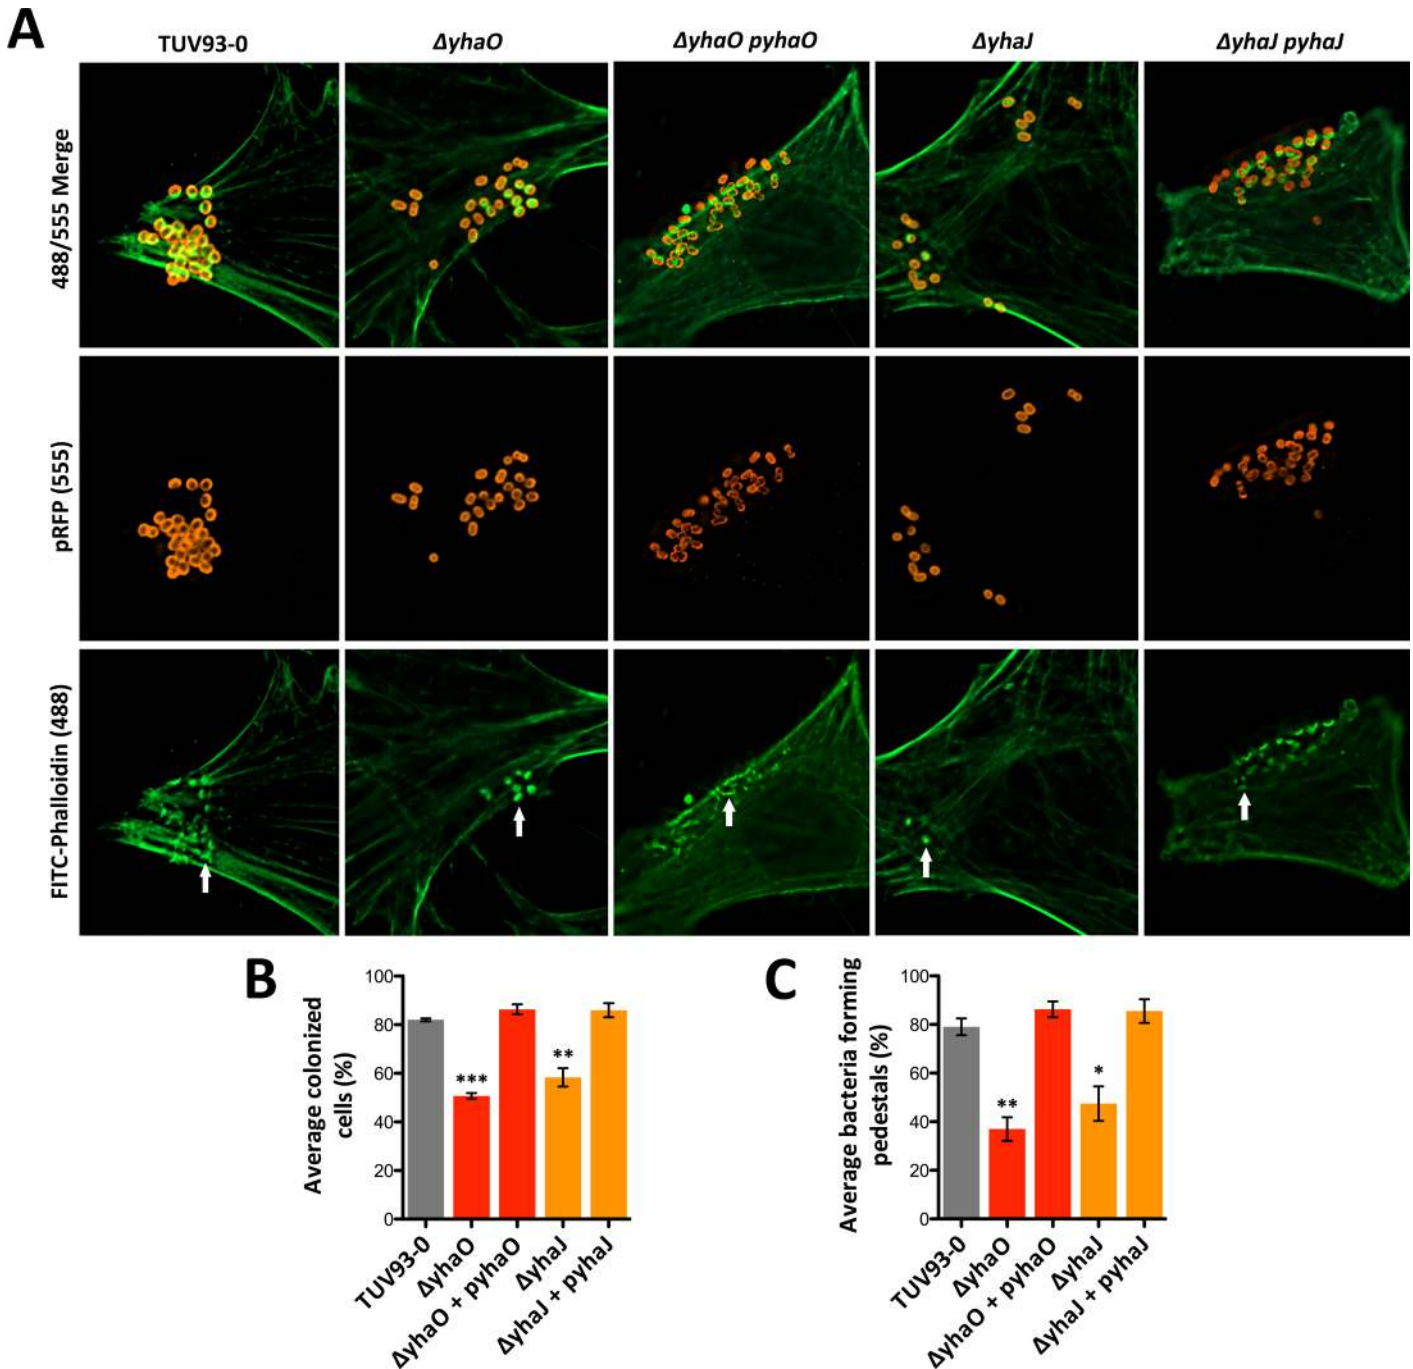 A
TUV93-0
ΔyhaO
ΔyhaO pyhaO
ΔyhaJ
ΔyhaJ pyhaJ
488/555 Merge
pRFP (555)
FITC-Phalloidin (488)
B
Average colonized
cells (%)
100
80
60
40
20
0
***
**
TUV93-0
ΔyhaO
ΔyhaO + pyhaO
ΔyhaJ
ΔyhaJ + pyhaJ
C
Average bacteria forming
pedestals (%)
100
80
60
40
20
0
**
*
TUV93-0
ΔyhaO
ΔyhaO + pyhaO
ΔyhaJ
ΔyhaJ + pyhaJ